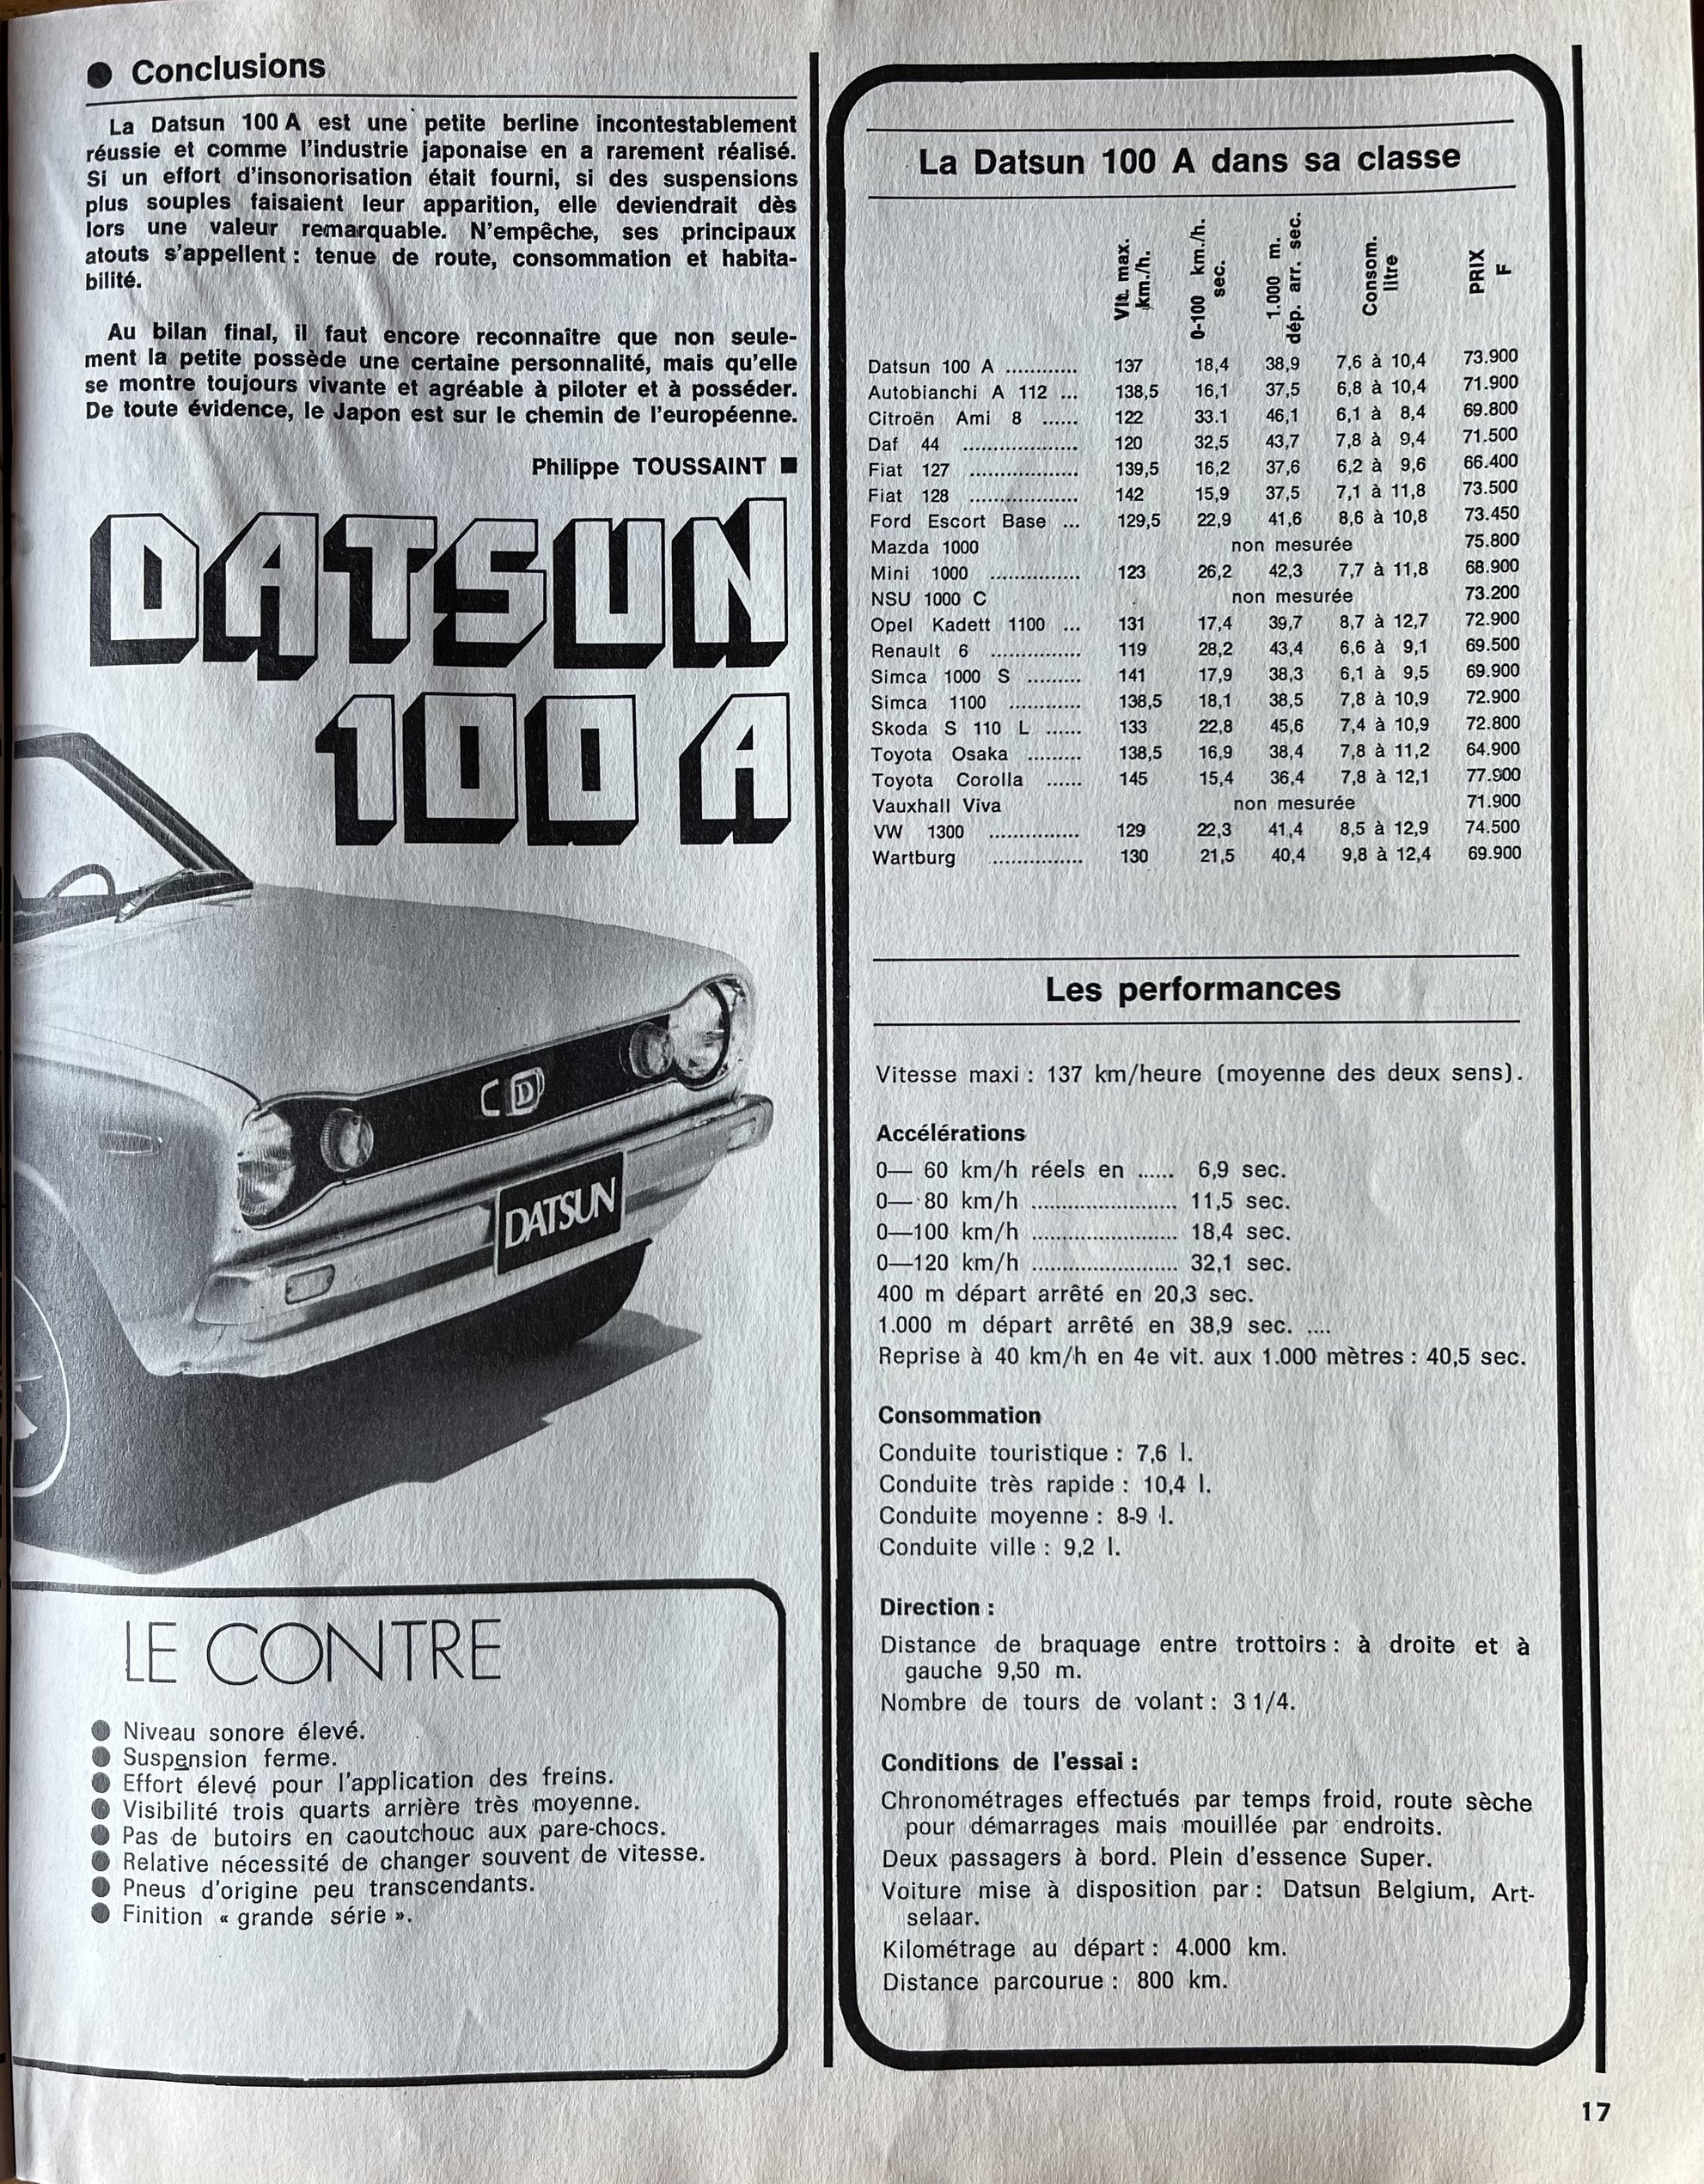 ● Conclusions
La Datsun 100 A est une petite berline incontestablement
réussie et comme l'industrie japonaise en a rarement réalisé.
Si un effort d'insonorisation était fourni, si des suspensions
plus souples faisaient leur apparition, elle deviendrait dès
lors une valeur remarquable. N'empêche, ses principaux
atouts s'appellent : tenue de route, consommation et habita-
bilité.
Au bilan final, il faut encore reconnaître que non seule-
ment la petite possède une certaine personnalité, mais qu'elle
se montre toujours vivante et agréable à piloter et à posséder.
De toute évidence, le Japon est sur le chemin de l'européenne.
Philippe TOUSSAINT ■
DATSUN
100 A
CD
DATSUN
LE CONTRE
● Niveau sonore élevé.
● Suspension ferme.
● Effort élevé pour l'application des freins.
● Visibilité trois quarts arrière très moyenne.
● Pas de butoirs en caoutchouc aux pare-chocs.
● Relative nécessité de changer souvent de vitesse.
● Pneus d'origine peu transcendants.
● Finition « grande série ».
La Datsun 100 A dans sa classe
Vit. max. km./h. 0-100 km./h. sec. 1.000 m. dép. arr. sec. Consom. litre PRIX F
Datsun 100 A ............ 137 18,4 38,9 7,6 à 10,4 73.900
Autobianchi A 112 ... 138,5 16,1 37,5 6,8 à 10,4 71.900
Citroën Ami 8 ...... 122 33.1 46,1 6,1 à 8,4 69.800
Daf 44 ................... 120 32,5 43,7 7,8 à 9,4 71.500
Fiat 127 .................. 139,5 16,2 37,6 6,2 à 9,6 66.400
Fiat 128 .................. 142 15,9 37,5 7,1 à 11,8 73.500
Ford Escort Base ... 129,5 22,9 41,6 8,6 à 10,8 73.450
Mazda 1000 non mesurée 75.800
Mini 1000 ............... 123 26,2 42,3 7,7 à 11,8 68.900
NSU 1000 C non mesurée 73.200
Opel Kadett 1100 ... 131 17,4 39,7 8,7 à 12,7 72.900
Renault 6 ............... 119 28,2 43,4 6,6 à 9,1 69.500
Simca 1000 S ......... 141 17,9 38,3 6,1 à 9,5 69.900
Simca 1100 ............ 138,5 18,1 38,5 7,8 à 10,9 72.900
Skoda S 110 L ...... 133 22,8 45,6 7,4 à 10,9 72.800
Toyota Osaka ......... 138,5 16,9 38,4 7,8 à 11,2 64.900
Toyota Corolla ...... 145 15,4 36,4 7,8 à 12,1 77.900
Vauxhall Viva non mesurée 71.900
VW 1300 ............... 129 22,3 41,4 8,5 à 12,9 74.500
Wartburg ................ 130 21,5 40,4 9,8 à 12,4 69.900
Les performances
Vitesse maxi : 137 km/heure (moyenne des deux sens).
Accélérations
0— 60 km/h réels en ...... 6,9 sec.
0— 80 km/h ........................ 11,5 sec.
0—100 km/h ........................ 18,4 sec.
0—120 km/h ........................ 32,1 sec.
400 m départ arrêté en 20,3 sec.
1.000 m départ arrêté en 38,9 sec. ....
Reprise à 40 km/h en 4e vit. aux 1.000 mètres : 40,5 sec.
Consommation
Conduite touristique : 7,6 l.
Conduite très rapide : 10,4 l.
Conduite moyenne : 8-9 l.
Conduite ville : 9,2 l.
Direction :
Distance de braquage entre trottoirs : à droite et à
gauche 9,50 m.
Nombre de tours de volant : 3 1/4.
Conditions de l'essai :
Chronométrages effectués par temps froid, route sèche
pour démarrages mais mouillée par endroits.
Deux passagers à bord. Plein d'essence Super.
Voiture mise à disposition par : Datsun Belgium, Art-
selaar.
Kilométrage au départ : 4.000 km.
Distance parcourue : 800 km.
17